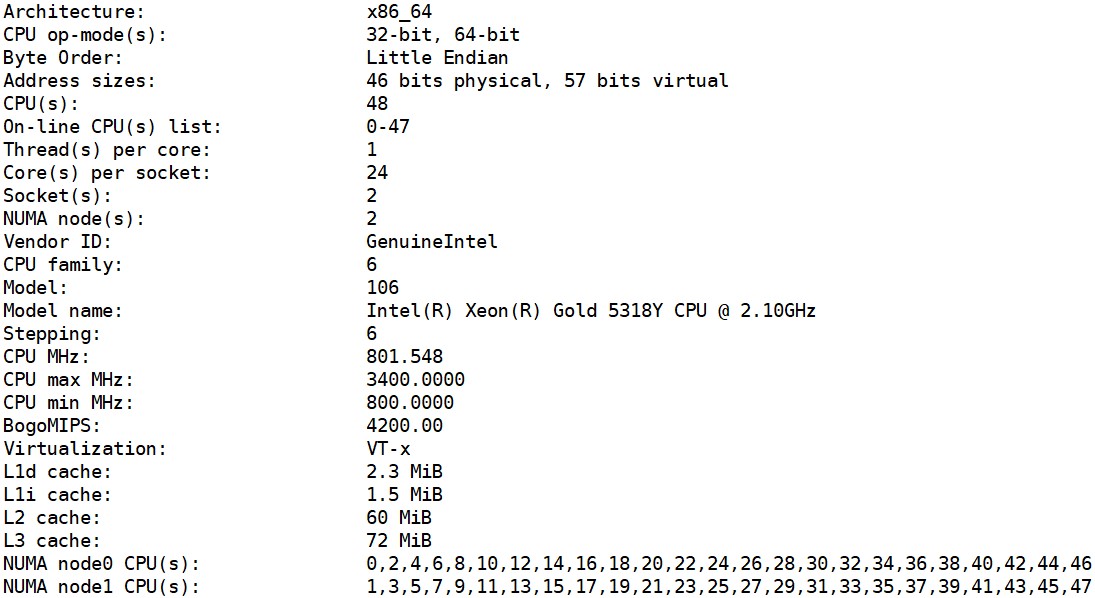 Architecture: x86_64
CPU op-mode(s): 32-bit, 64-bit
Byte Order: Little Endian
Address sizes: 46 bits physical, 57 bits virtual
CPU(s): 48
On-line CPU(s) list: 0-47
Thread(s) per core: 1
Core(s) per socket: 24
Socket(s): 2
NUMA node(s): 2
Vendor ID: GenuineIntel
CPU family: 6
Model: 106
Model name: Intel(R) Xeon(R) Gold 5318Y CPU @ 2.10GHz
Stepping: 6
CPU MHz: 801.548
CPU max MHz: 3400.0000
CPU min MHz: 800.0000
BogoMIPS: 4200.00
Virtualization: VT-x
L1d cache: 2.3 MiB
L1i cache: 1.5 MiB
L2 cache: 60 MiB
L3 cache: 72 MiB
NUMA node0 CPU(s): 0,2,4,6,8,10,12,14,16,18,20,22,24,26,28,30,32,34,36,38,40,42,44,46
NUMA node1 CPU(s): 1,3,5,7,9,11,13,15,17,19,21,23,25,27,29,31,33,35,37,39,41,43,45,47